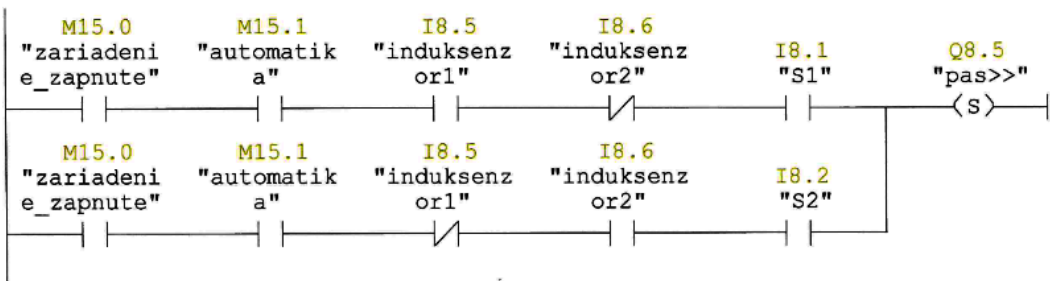 M15.0 M15.1 I8.5 I8.6
"zariadeni "automatik "induksenz "induksenz I8.1 Q8.5
e_zapnute" a" or1" or2" "S1" "pas>>"
S
M15.0 M15.1 I8.5 I8.6
"zariadeni "automatik "induksenz "induksenz I8.2
e_zapnute" a" or1" or2" "S2"